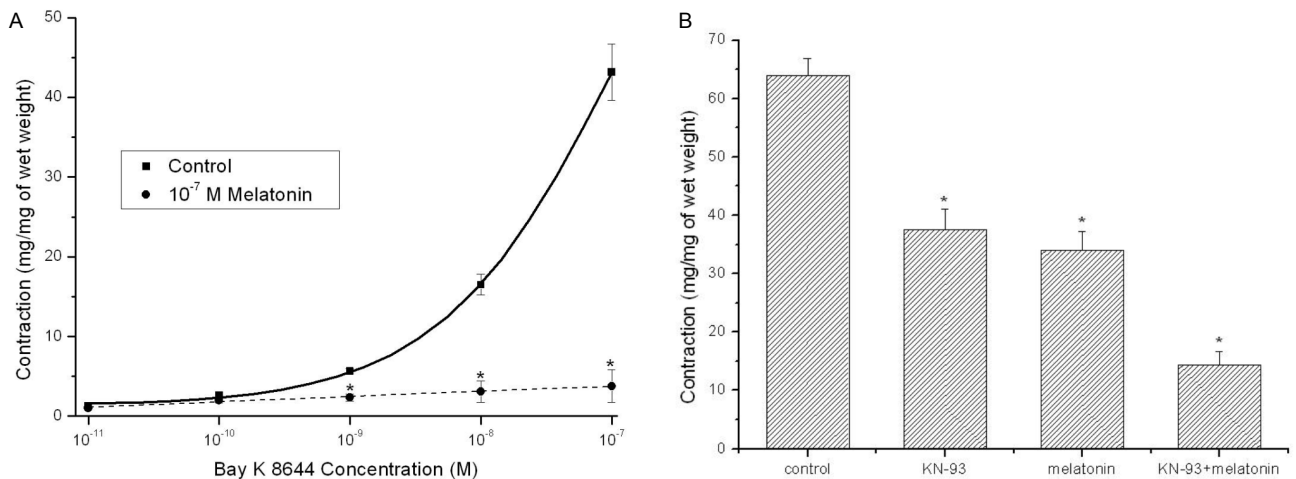 A
Contraction (mg/mg of wet weight)
50
40
30
20
10
0
Control
10⁻⁷ M Melatonin
*
*
*
10⁻¹¹ 10⁻¹⁰ 10⁻⁹ 10⁻⁸ 10⁻⁷
Bay K 8644 Concentration (M)
B
Contraction (mg/mg of wet weight)
70
60
50
40
30
20
10
0
*
*
*
control KN-93 melatonin KN-93+melatonin